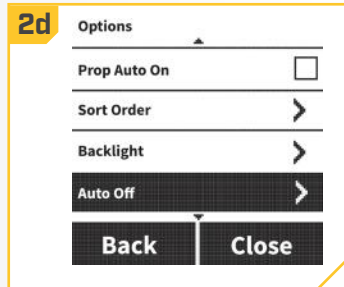 2d
Options
Prop Auto On
Sort Order
Backlight
Auto Off
Back
Close